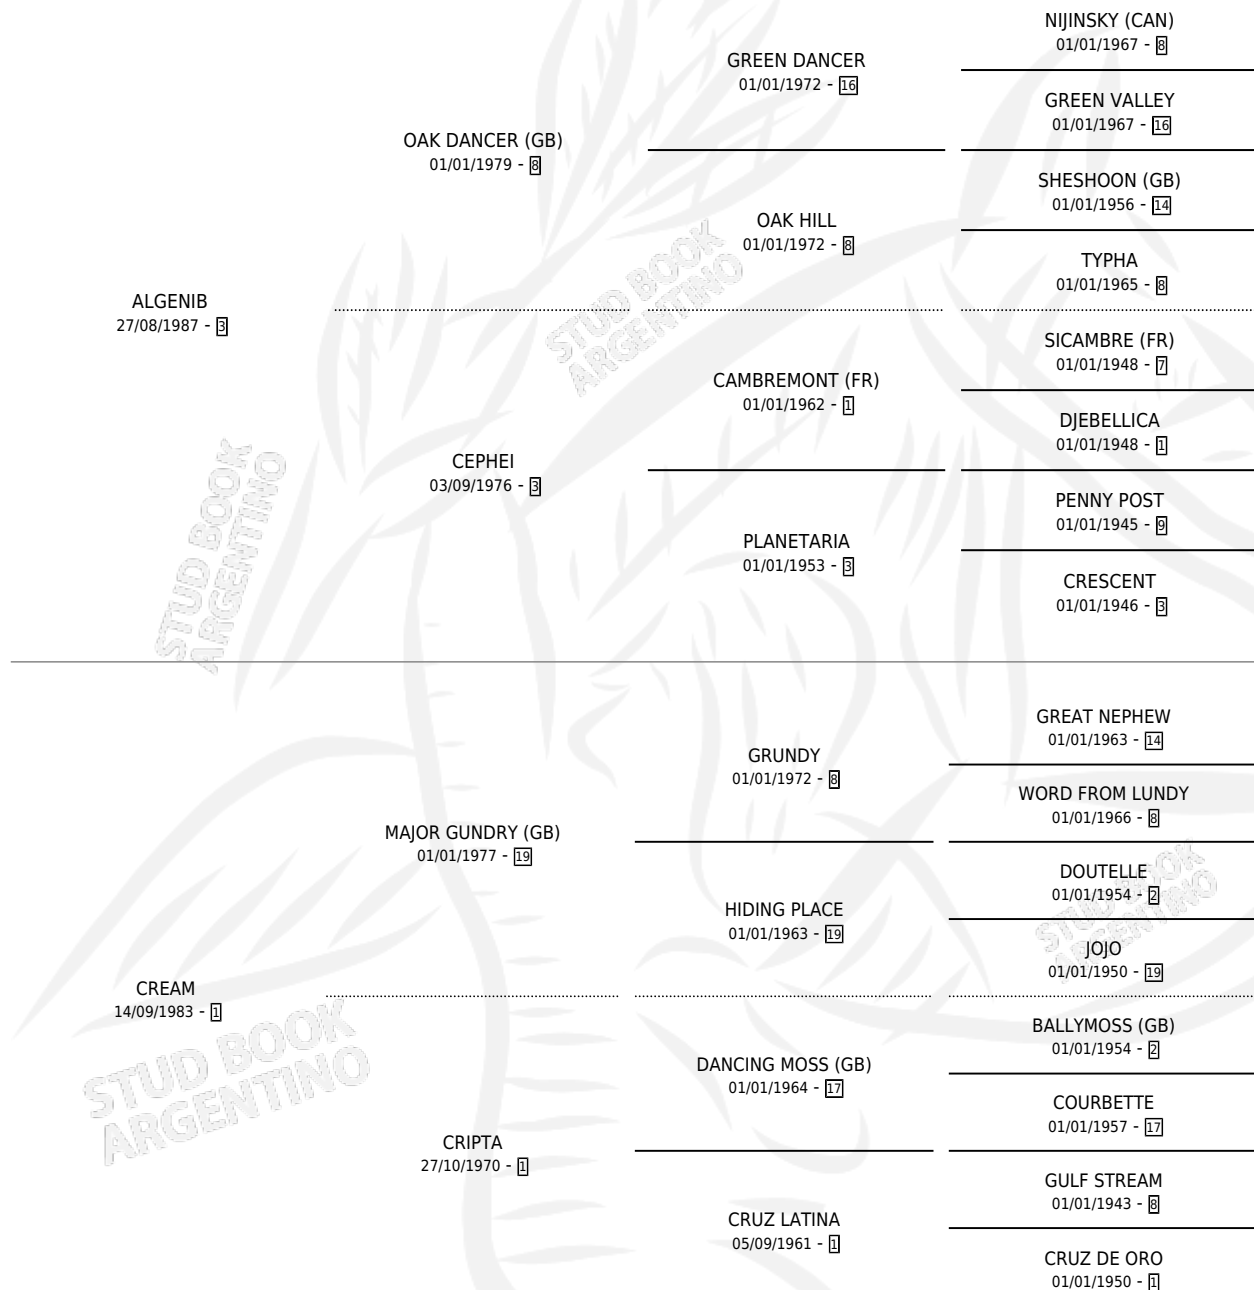 NIJINSKY (CAN)
01/01/1967 - 8
GREEN DANCER
01/01/1972 - 16
GREEN VALLEY
01/01/1967 - 16
OAK DANCER (GB)
01/01/1979 - 8
SHESHOON (GB)
01/01/1956 - 14
OAK HILL
01/01/1972 - 8
TYPHA
01/01/1965 - 8
ALGENIB
27/08/1987 - 3
SICAMBRE (FR)
01/01/1948 - 7
CAMBREMONT (FR)
01/01/1962 - 1
DJEBELLICA
01/01/1948 - 1
CEPHEI
03/09/1976 - 3
PENNY POST
01/01/1945 - 9
PLANETARIA
01/01/1953 - 3
CRESCENT
01/01/1946 - 3
GREAT NEPHEW
01/01/1963 - 14
GRUNDY
01/01/1972 - 8
WORD FROM LUNDY
01/01/1966 - 8
MAJOR GUNDRY (GB)
01/01/1977 - 19
DOUTELLE
01/01/1954 - 2
HIDING PLACE
01/01/1963 - 19
JOJO
01/01/1950 - 19
CREAM
14/09/1983 - 1
BALLYMOSS (GB)
01/01/1954 - 2
DANCING MOSS (GB)
01/01/1964 - 17
COURBETTE
01/01/1957 - 17
CRIPTA
27/10/1970 - 1
GULF STREAM
01/01/1943 - 8
CRUZ LATINA
05/09/1961 - 1
CRUZ DE ORO
01/01/1950 - 1
STUD BOOK
ARGENTINO
STUD BOOK
ARGENTINO
STUD BOOK
ARGENTINO
STUD BOOK
ARGENTINO